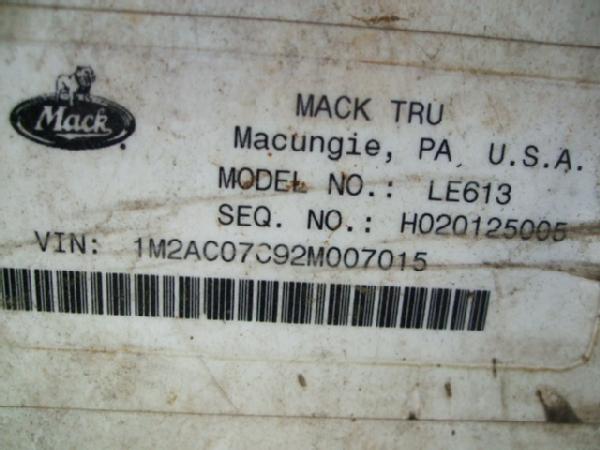 Mack
MACK TRU
Macungie, PA U.S.A.
MODEL NO.: LE613
SEQ. NO.: H020125005
VIN: 1M2AC07C92M007015